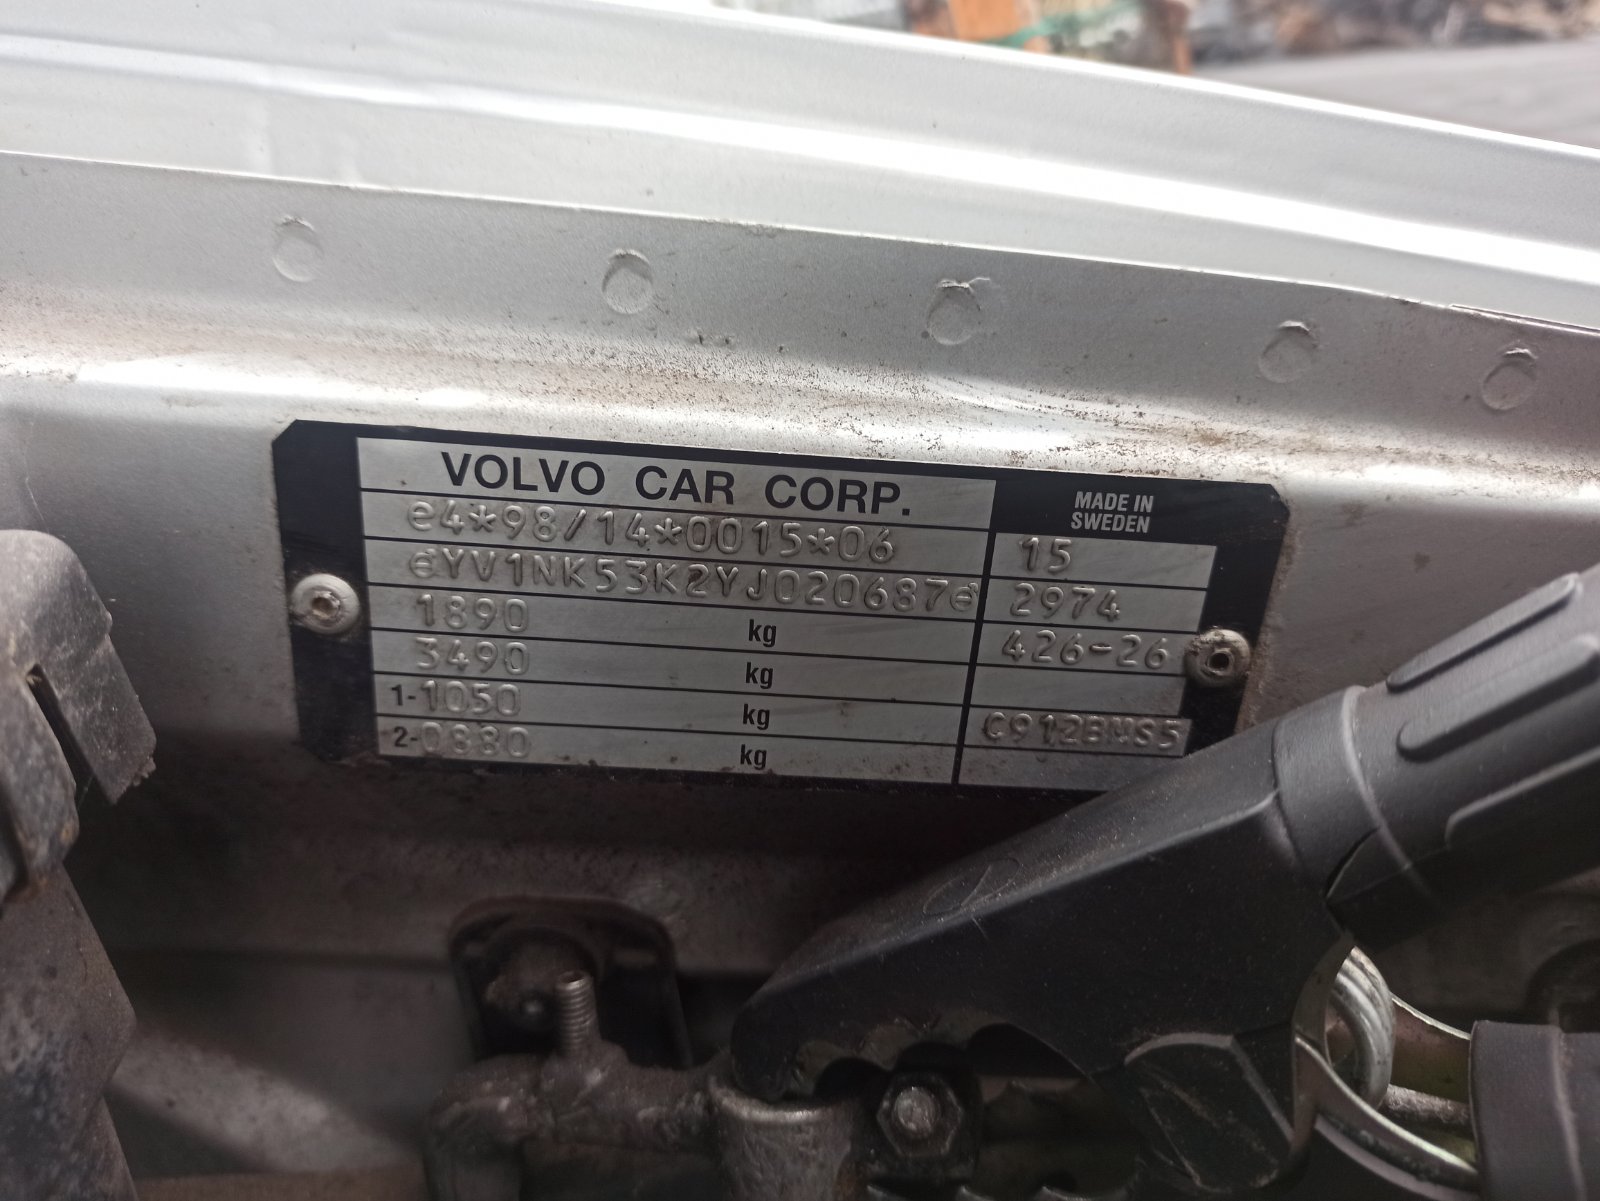 VOLVO CAR CORP.
MADE IN
SWEDEN
e4*98/14*0015*06
15
YV1NK53K2YJ020687
2974
1890 kg
426-26
3490 kg
1-1050 kg
C912BMS5
2-0880 kg